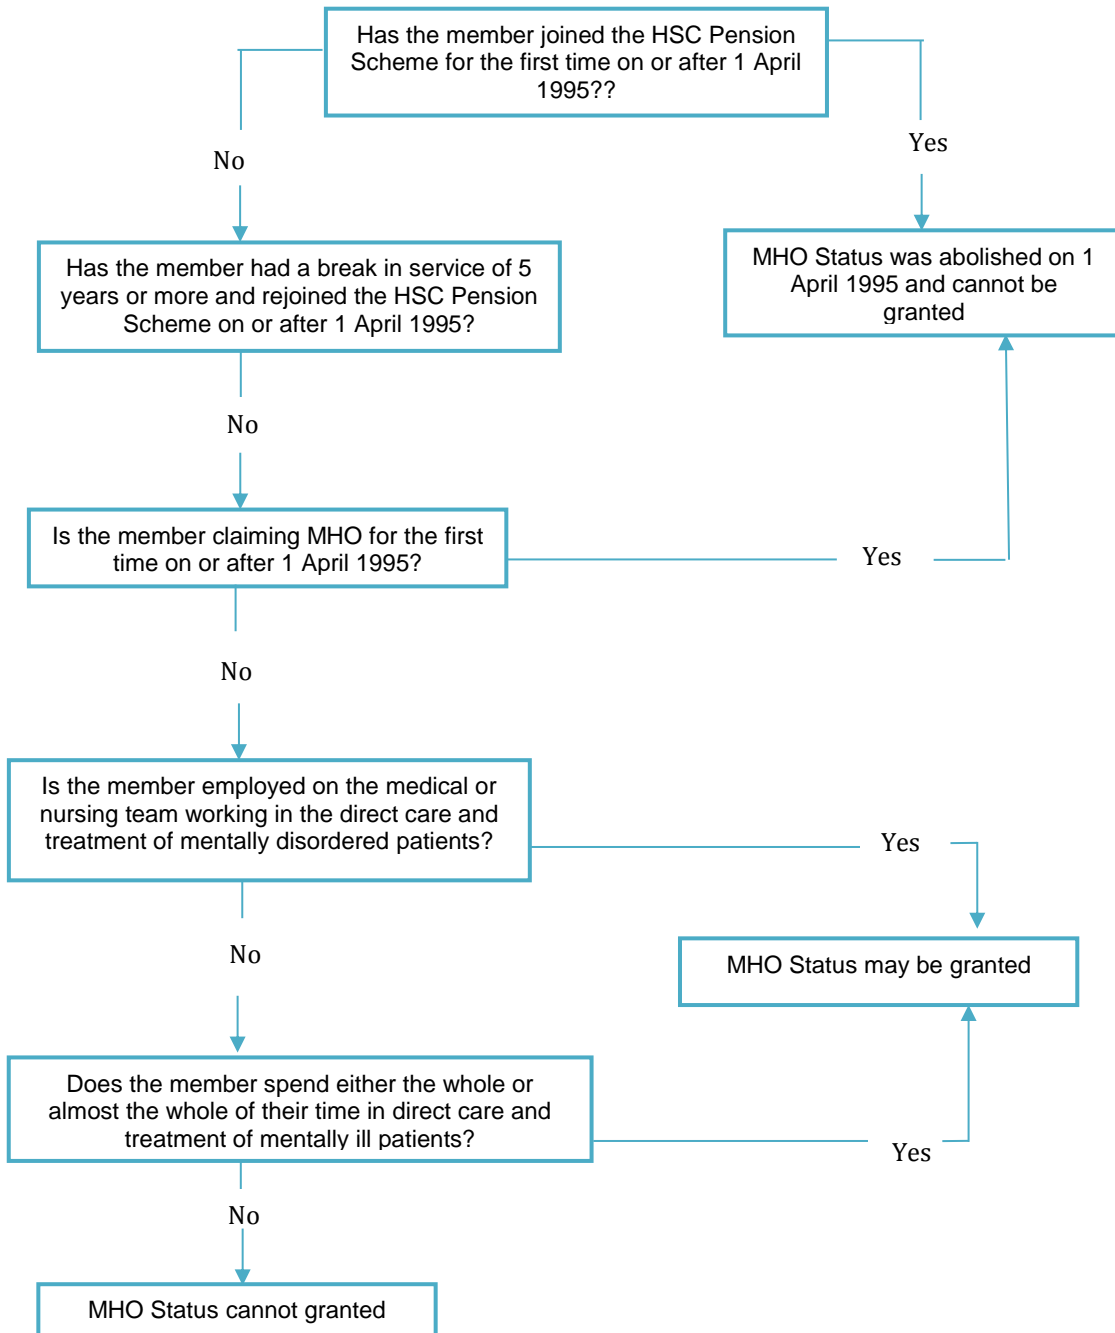 Has the member joined the HSC Pension
Scheme for the first time on or after 1 April
1995??
No
Yes
Has the member had a break in service of 5
years or more and rejoined the HSC Pension
Scheme on or after 1 April 1995?
MHO Status was abolished on 1
April 1995 and cannot be
granted
No
Is the member claiming MHO for the first
time on or after 1 April 1995?
Yes
No
Is the member employed on the medical or
nursing team working in the direct care and
treatment of mentally disordered patients?
Yes
No
MHO Status may be granted
Does the member spend either the whole or
almost the whole of their time in direct care and
treatment of mentally ill patients?
Yes
No
MHO Status cannot granted